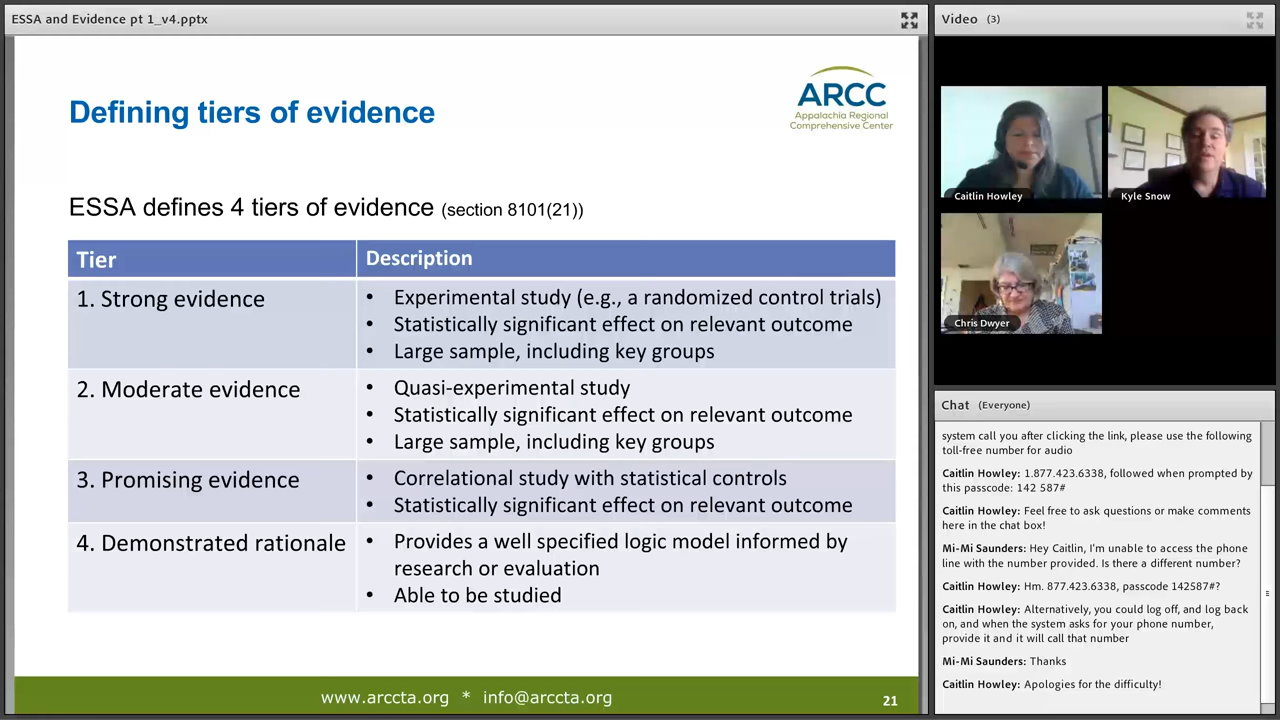 ESSA and Evidence pt 1_v4.pptx
Defining tiers of evidence
ARCC
Appalachia Regional
Comprehensive Center
ESSA defines 4 tiers of evidence (section 8101(21))
Tier
Description
1. Strong evidence
• Experimental study (e.g., a randomized control trials)
• Statistically significant effect on relevant outcome
• Large sample, including key groups
2. Moderate evidence
• Quasi-experimental study
• Statistically significant effect on relevant outcome
• Large sample, including key groups
3. Promising evidence
• Correlational study with statistical controls
• Statistically significant effect on relevant outcome
4. Demonstrated rationale
• Provides a well specified logic model informed by
research or evaluation
• Able to be studied
www.arccta.org * info@arccta.org
21
Video (3)
Caitlin Howley
Kyle Snow
Chris Dwyer
Chat (Everyone)
system call you after clicking the link, please use the following
toll-free number for audio
Caitlin Howley: 1.877.423.6338, followed when prompted by
this passcode: 142 587#
Caitlin Howley: Feel free to ask questions or make comments
here in the chat box!
Mi-Mi Saunders: Hey Caitlin, I'm unable to access the phone
line with the number provided. Is there a different number?
Caitlin Howley: Hm. 877.423.6338, passcode 142587#?
Caitlin Howley: Alternatively, you could log off, and log back
on, and when the system asks for your phone number,
provide it and it will call that number
Mi-Mi Saunders: Thanks
Caitlin Howley: Apologies for the difficulty!